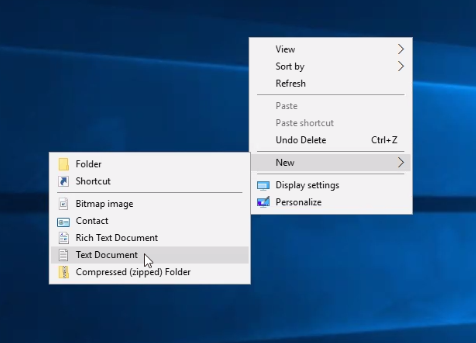 View
Sort by
Refresh
Paste
Paste shortcut
Undo Delete Ctrl+Z
New
Display settings
Personalize
Folder
Shortcut
Bitmap image
Contact
Rich Text Document
Text Document
Compressed (zipped) Folder